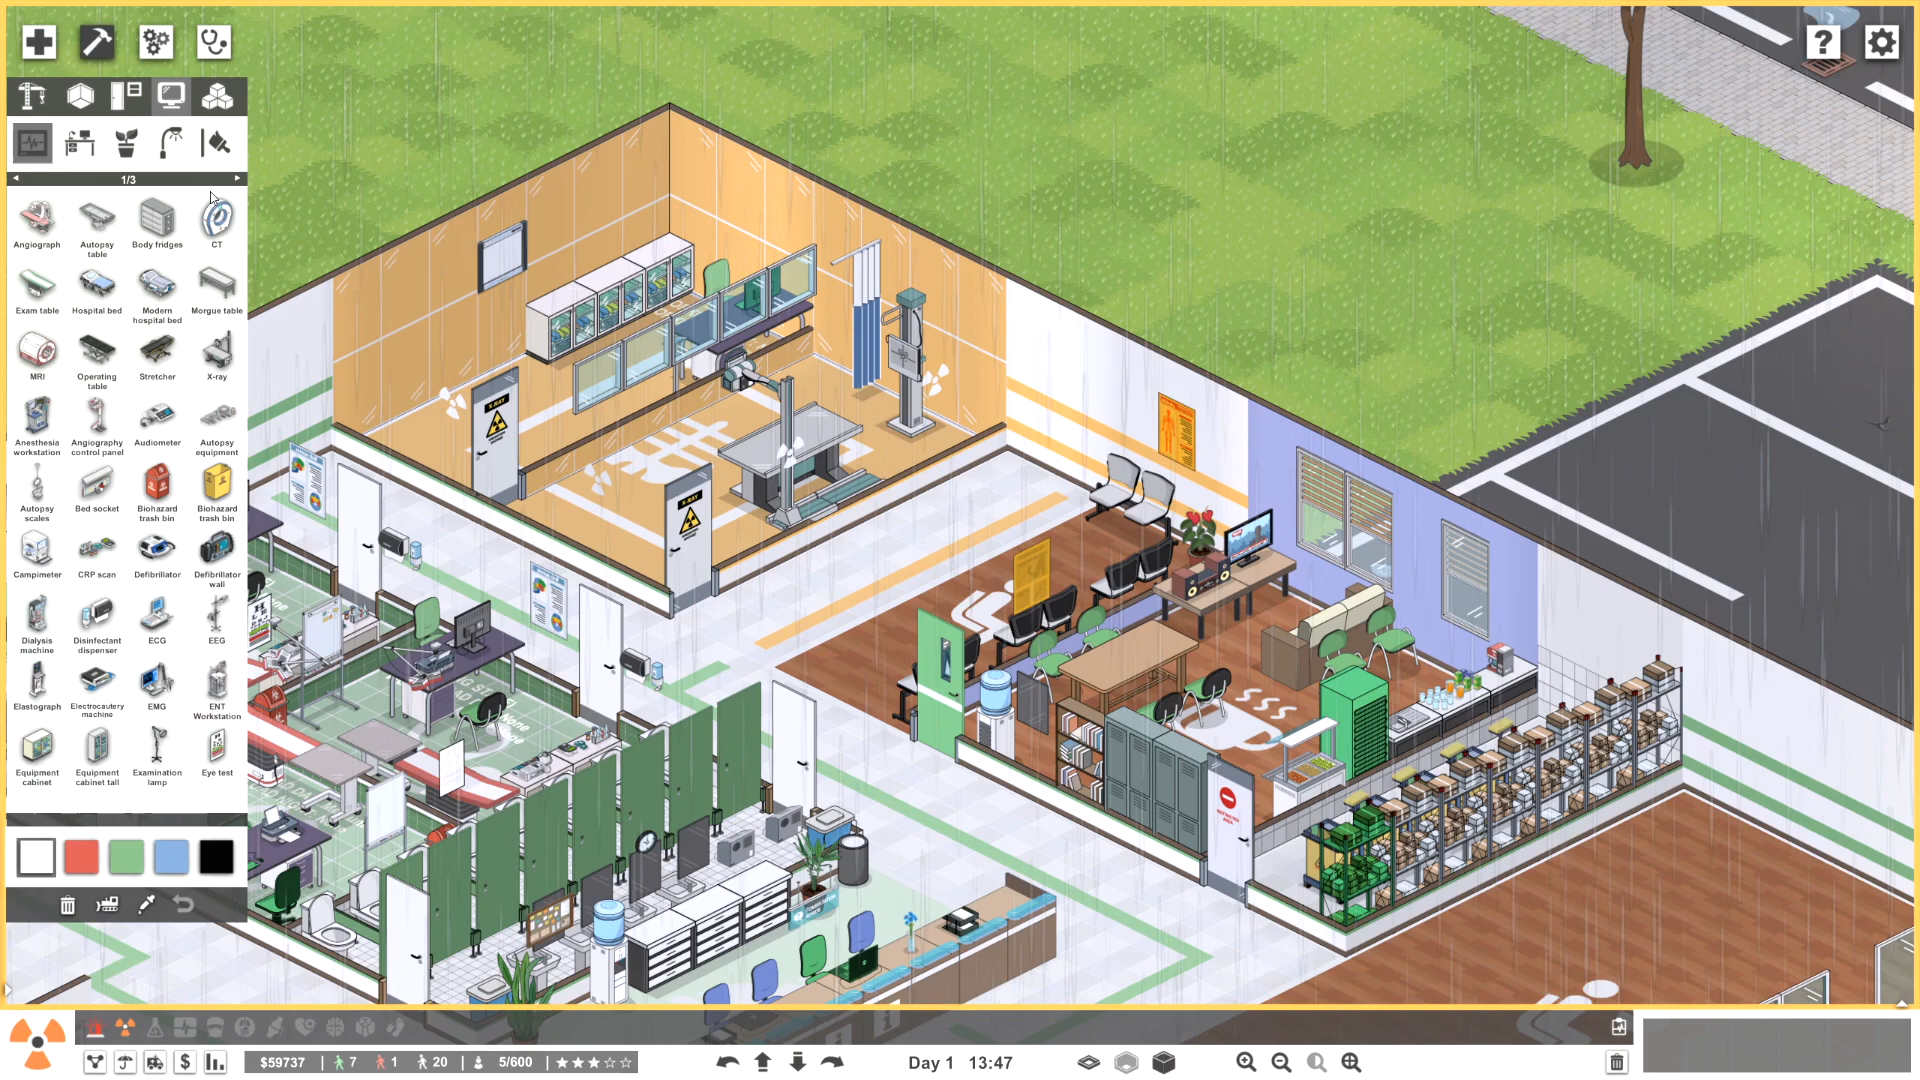 1/3
Angiograph
Autopsy
table
Body fridges
CT
Exam table
Hospital bed
Modern
hospital bed
Morgue table
MRI
Operating
table
Stretcher
X-ray
Anesthesia
workstation
Angiography
control panel
Audiometer
Autopsy
equipment
Autopsy
scales
Bed socket
Biohazard
trash bin
Biohazard
trash bin
Campimeter
CRP scan
Defibrillator
Defibrillator
wall
Dialysis
machine
Disinfectant
dispenser
ECG
EEG
Elastograph
Electrocautery
machine
EMG
ENT
Workstation
Equipment
cabinet
Equipment
cabinet tall
Examination
lamp
Eye test
X-RAY
X-RAY
None
$59737
7
1
20
5/600
Day 1 13:47